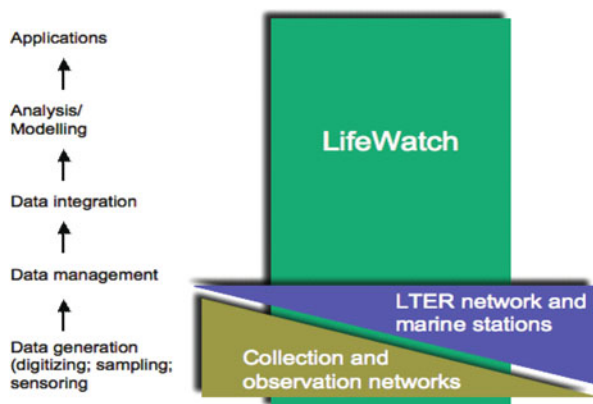 Applications
Analysis/
Modelling
Data integration
Data management
Data generation
(digitizing; sampling;
sensoring
LifeWatch
LTER network and
marine stations
Collection and
observation networks